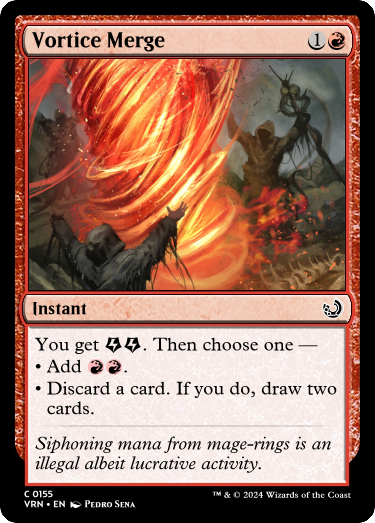 Vortice Merge 1
Instant
You get. Then choose one —
• Add.
• Discard a card. If you do, draw two
cards.
Siphoning mana from mage-rings is an
illegal albeit lucrative activity.
C 0155
VRN • EN Pedro Sena
™ & © 2024 Wizards of the Coast